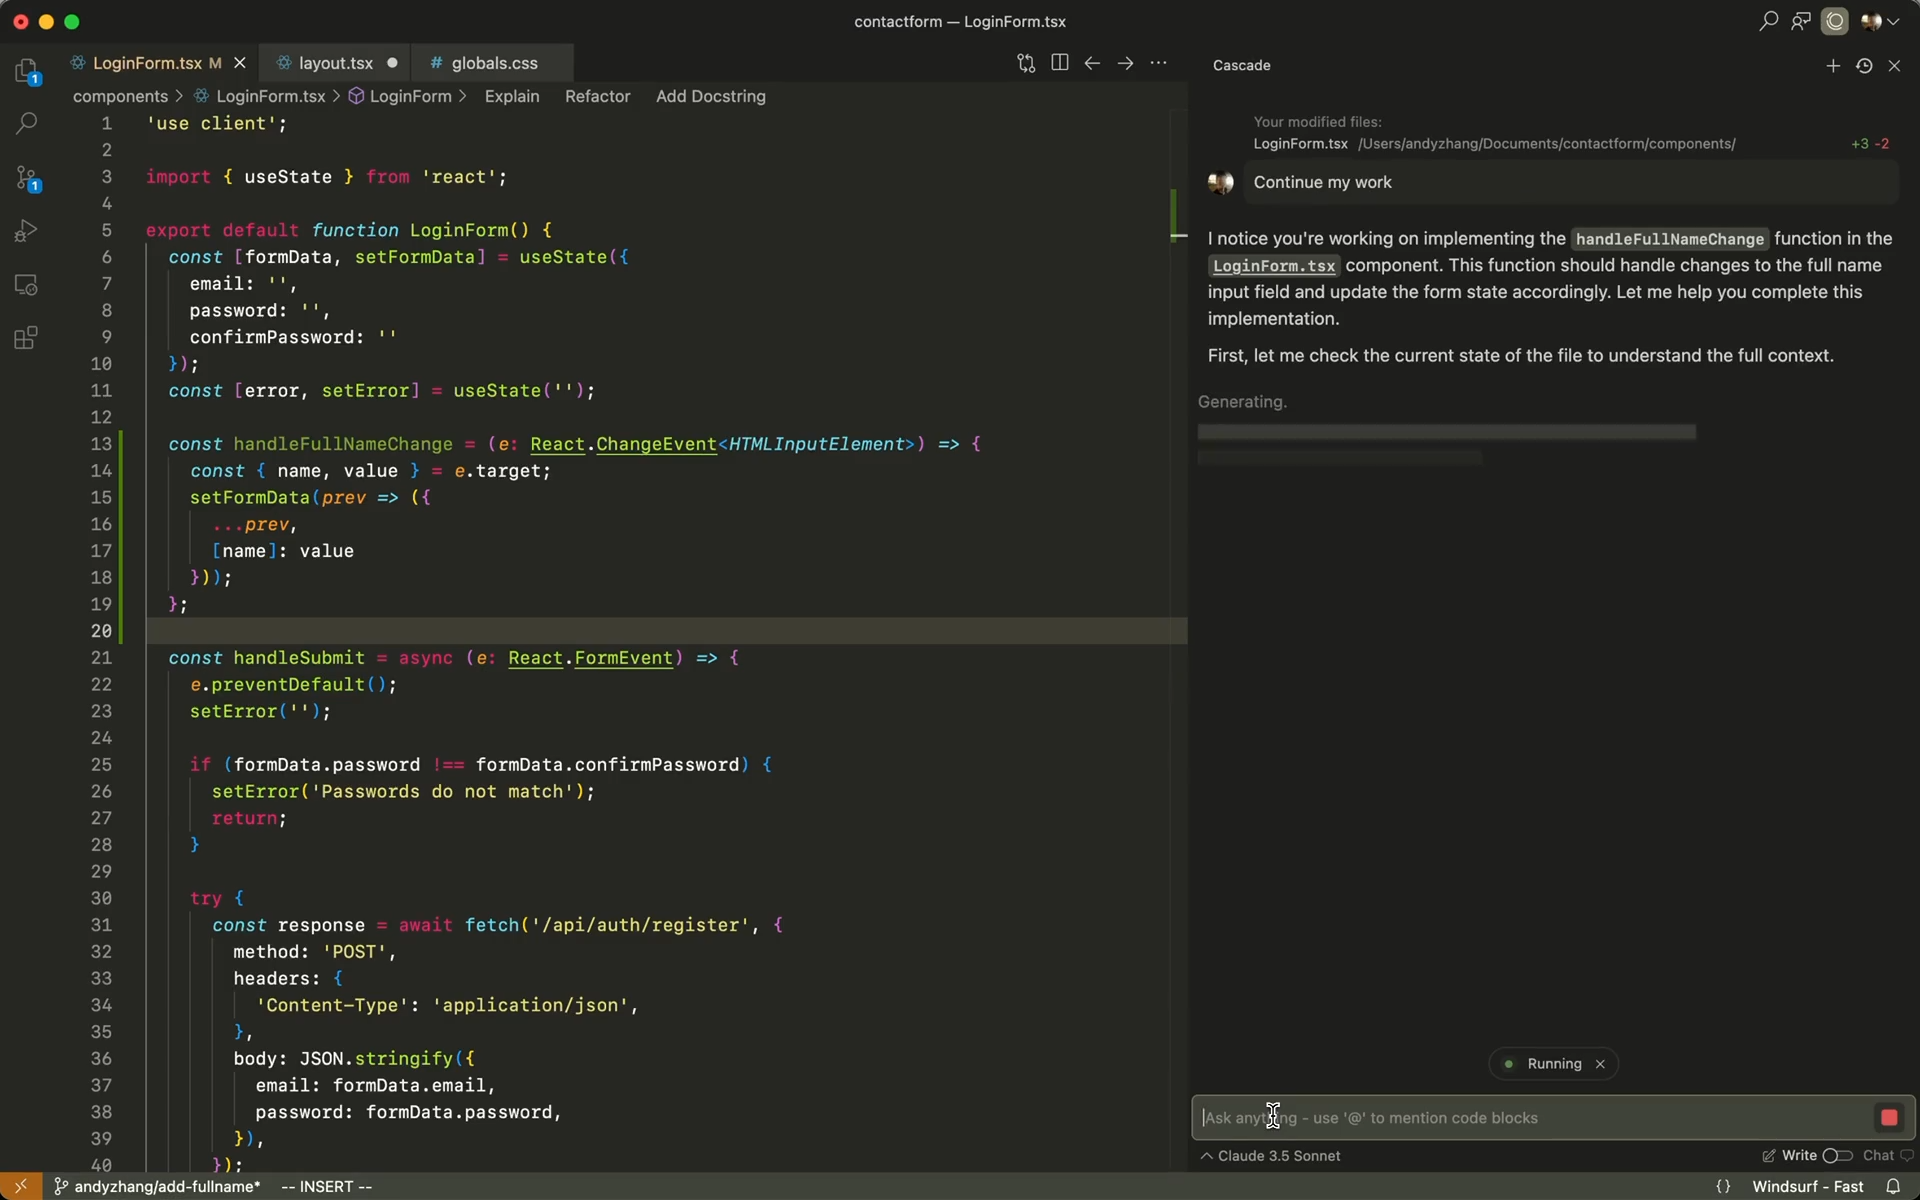 contactform — LoginForm.tsx
LoginForm.tsx M
layout.tsx
# globals.css
components > LoginForm.tsx > LoginForm > Explain Refactor Add Docstring
1 'use client';
2
3 import { useState } from 'react';
4
5 export default function LoginForm() {
6 const [formData, setFormData] = useState({
7 email: '',
8 password: '',
9 confirmPassword: ''
10 });
11 const [error, setError] = useState('');
12
13 const handleFullNameChange = (e: React.ChangeEvent<HTMLInputElement>) => {
14 const { name, value } = e.target;
15 setFormData(prev => ({
16 ...prev,
17 [name]: value
18 }));
19 };
20
21 const handleSubmit = async (e: React.FormEvent) => {
22 e.preventDefault();
23 setError('');
24
25 if (formData.password !== formData.confirmPassword) {
26 setError('Passwords do not match');
27 return;
28 }
29
30 try {
31 const response = await fetch('/api/auth/register', {
32 method: 'POST',
33 headers: {
34 'Content-Type': 'application/json',
35 },
36 body: JSON.stringify({
37 email: formData.email,
38 password: formData.password,
39 }),
40 });
1
1
Cascade
Your modified files:
LoginForm.tsx /Users/andyzhang/Documents/contactform/components/ +3 -2
Continue my work
I notice you're working on implementing the handleFullNameChange function in the
LoginForm.tsx component. This function should handle changes to the full name
input field and update the form state accordingly. Let me help you complete this
implementation.
First, let me check the current state of the file to understand the full context.
Generating.
Running
Ask anything - use '@' to mention code blocks
Claude 3.5 Sonnet
Write Chat
andyzhang/add-fullname* -- INSERT --
{} Windsurf - Fast